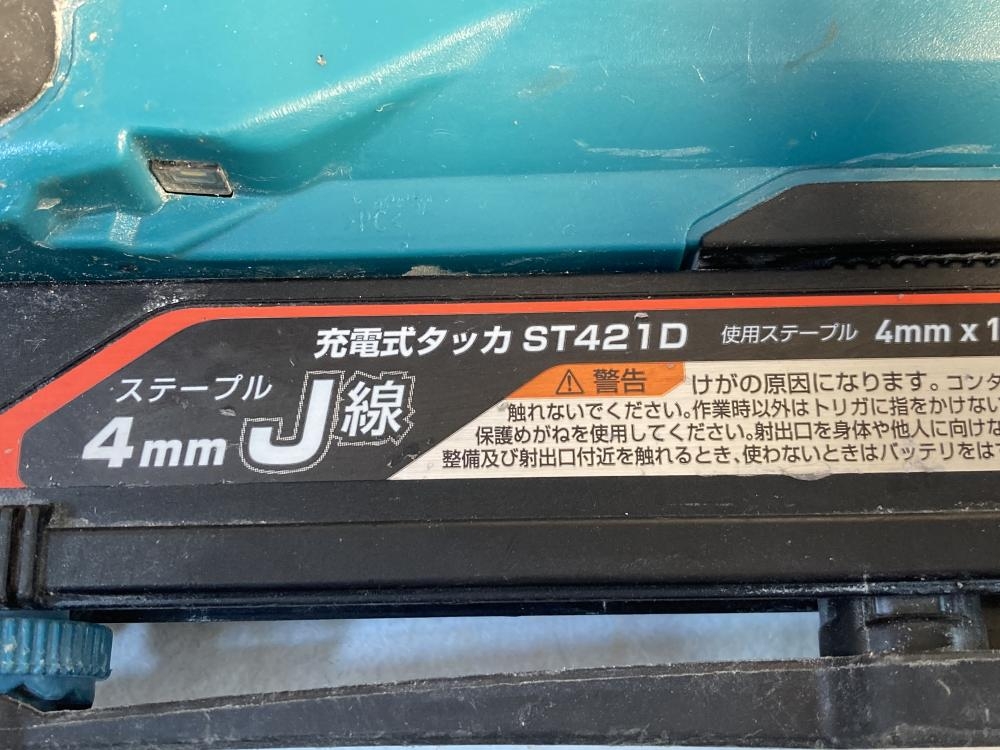 PC
充電式タッカ ST421D 使用ステープル 4mm x 1
ステープル
4mm J線
⚠ 警告 けがの原因になります。コンタ
触れないでください。作業時以外はトリガに指をかけない
保護めがねを使用してください。射出口を身体や他人に向けな
整備及び射出口付近を触れるとき、使わないときはバッテリをはず